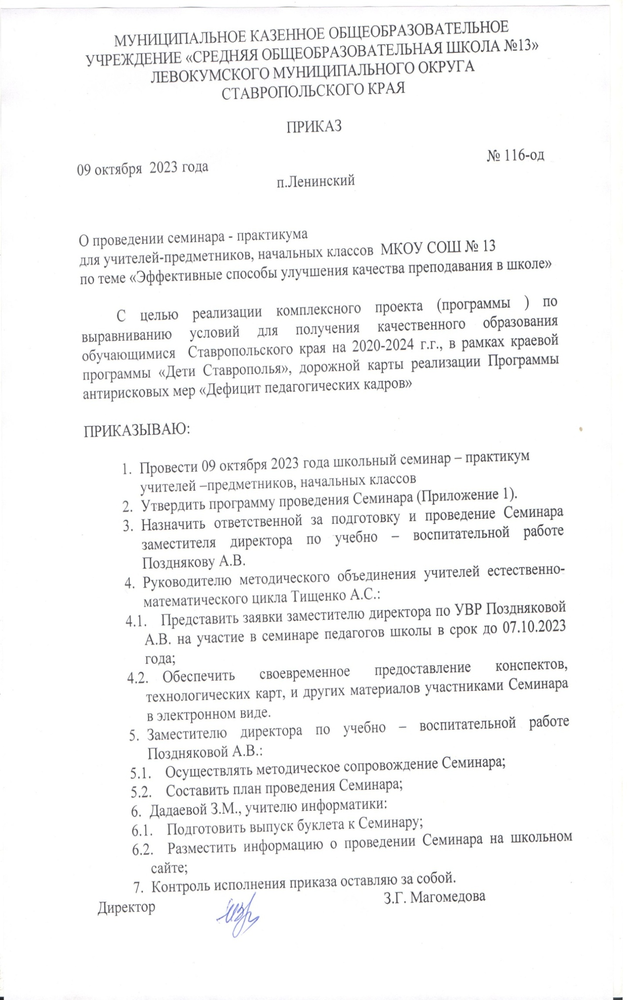 МУНИЦИПАЛЬНОЕ КАЗЕННОЕ ОБЩЕОБРАЗОВАТЕЛЬНОЕ
УЧРЕЖДЕНИЕ «СРЕДНЯЯ ОБЩЕОБРАЗОВАТЕЛЬНАЯ ШКОЛА №13»
ЛЕВОКУМСКОГО МУНИЦИПАЛЬНОГО ОКРУГА
СТАВРОПОЛЬСКОГО КРАЯ
ПРИКАЗ
09 октября 2023 года № 116-од
п.Ленинский
О проведении семинара - практикума
для учителей-предметников, начальных классов МКОУ СОШ № 13
по теме «Эффективные способы улучшения качества преподавания в школе»
С целью реализации комплексного проекта (программы ) по
выравниванию условий для получения качественного образования
обучающимися Ставропольского края на 2020-2024 г.г., в рамках краевой
программы «Дети Ставрополья», дорожной карты реализации Программы
антирисковых мер «Дефицит педагогических кадров»
ПРИКАЗЫВАЮ:
1. Провести 09 октября 2023 года школьный семинар – практикум
учителей –предметников, начальных классов
2. Утвердить программу проведения Семинара (Приложение 1).
3. Назначить ответственной за подготовку и проведение Семинара
заместителя директора по учебно – воспитательной работе
Позднякову А.В.
4. Руководителю методического объединения учителей естественно-
математического цикла Тищенко А.С.:
4.1. Представить заявки заместителю директора по УВР Поздняковой
А.В. на участие в семинаре педагогов школы в срок до 07.10.2023
года;
4.2. Обеспечить своевременное предоставление конспектов,
технологических карт, и других материалов участниками Семинара
в электронном виде.
5. Заместителю директора по учебно – воспитательной работе
Поздняковой А.В.:
5.1. Осуществлять методическое сопровождение Семинара;
5.2. Составить план проведения Семинара;
6. Дадаевой З.М., учителю информатики:
6.1. Подготовить выпуск буклета к Семинару;
6.2. Разместить информацию о проведении Семинара на школьном
сайте;
7. Контроль исполнения приказа оставляю за собой.
Директор З.Г. Магомедова